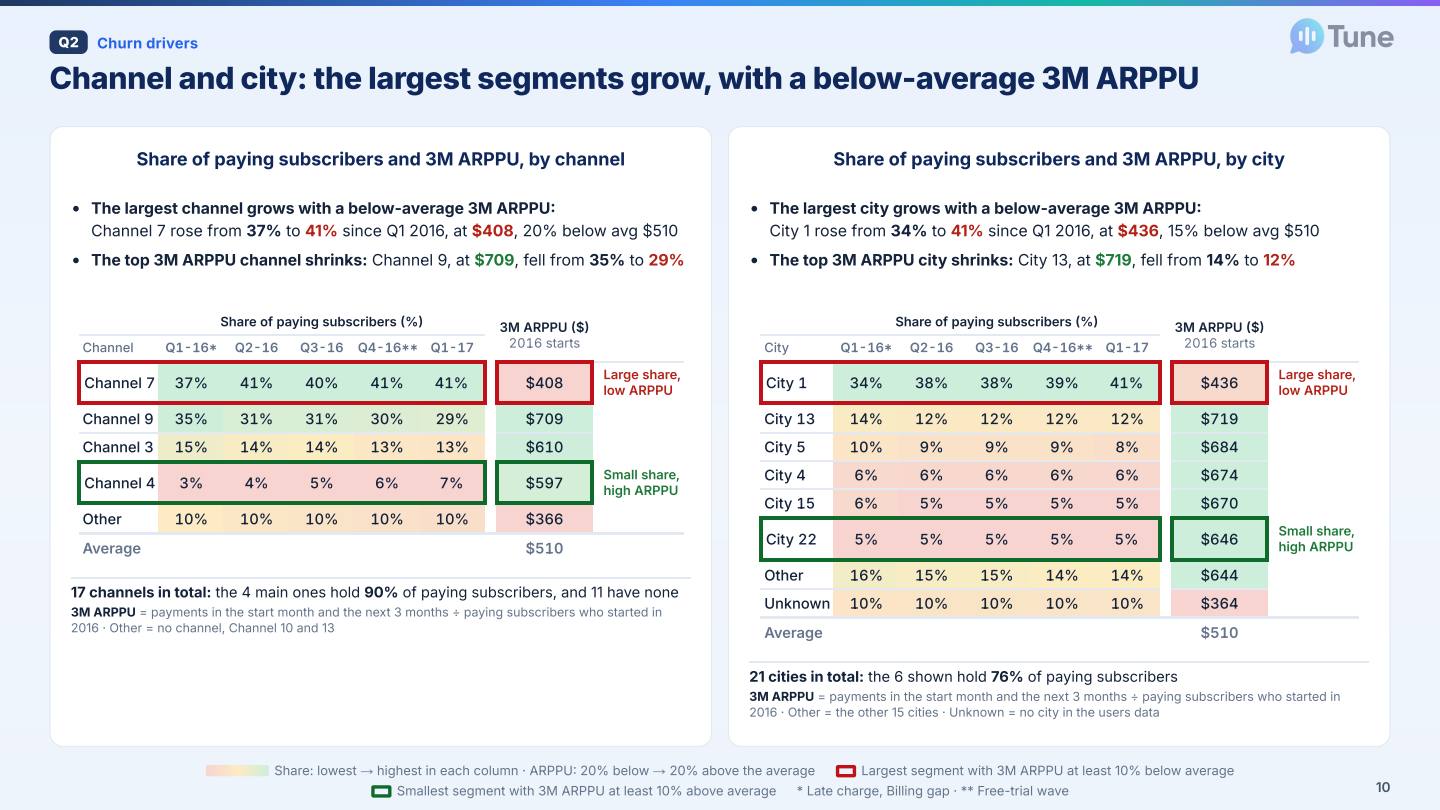 Q2 Churn drivers
Tune
Channel and city: the largest segments grow, with a below-average 3M ARPPU
Share of paying subscribers and 3M ARPPU, by channel
• The largest channel grows with a below-average 3M ARPPU:
Channel 7 rose from 37% to 41% since Q1 2016, at $408, 20% below avg $510
• The top 3M ARPPU channel shrinks: Channel 9, at $709, fell from 35% to 29%
Share of paying subscribers (%)
3M ARPPU ($)
2016 starts
Channel Q1-16* Q2-16 Q3-16 Q4-16** Q1-17
Channel 7 37% 41% 40% 41% 41% $408
Large share,
low ARPPU
Channel 9 35% 31% 31% 30% 29% $709
Channel 3 15% 14% 14% 13% 13% $610
Channel 4 3% 4% 5% 6% 7% $597
Small share,
high ARPPU
Other 10% 10% 10% 10% 10% $366
Average $510
17 channels in total: the 4 main ones hold 90% of paying subscribers, and 11 have none
3M ARPPU = payments in the start month and the next 3 months ÷ paying subscribers who started in
2016 · Other = no channel, Channel 10 and 13
Share of paying subscribers and 3M ARPPU, by city
• The largest city grows with a below-average 3M ARPPU:
City 1 rose from 34% to 41% since Q1 2016, at $436, 15% below avg $510
• The top 3M ARPPU city shrinks: City 13, at $719, fell from 14% to 12%
Share of paying subscribers (%)
3M ARPPU ($)
2016 starts
City Q1-16* Q2-16 Q3-16 Q4-16** Q1-17
City 1 34% 38% 38% 39% 41% $436
Large share,
low ARPPU
City 13 14% 12% 12% 12% 12% $719
City 5 10% 9% 9% 9% 8% $684
City 4 6% 6% 6% 6% 6% $674
City 15 6% 5% 5% 5% 5% $670
City 22 5% 5% 5% 5% 5% $646
Small share,
high ARPPU
Other 16% 15% 15% 14% 14% $644
Unknown 10% 10% 10% 10% 10% $364
Average $510
21 cities in total: the 6 shown hold 76% of paying subscribers
3M ARPPU = payments in the start month and the next 3 months ÷ paying subscribers who started in
2016 · Other = the other 15 cities · Unknown = no city in the users data
Share: lowest → highest in each column · ARPPU: 20% below → 20% above the average Largest segment with 3M ARPPU at least 10% below average
Smallest segment with 3M ARPPU at least 10% above average * Late charge, Billing gap · ** Free-trial wave
10